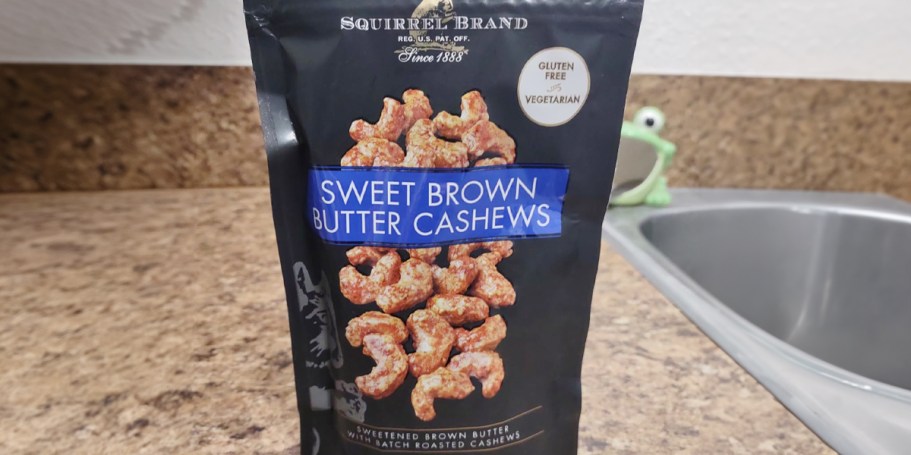 SQUIRREL BRAND
REG. U.S. PAT. OFF.
Since 1888
GLUTEN
FREE
VEGETARIAN
SWEET BROWN
BUTTER CASHEWS
SWEETENED BROWN BUTTER
WITH BATCH ROASTED CASHEWS